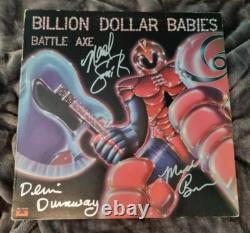 BILLION DOLLAR BABIES
BATTLE AXE
Neal
Smith
Dennis
Dunaway